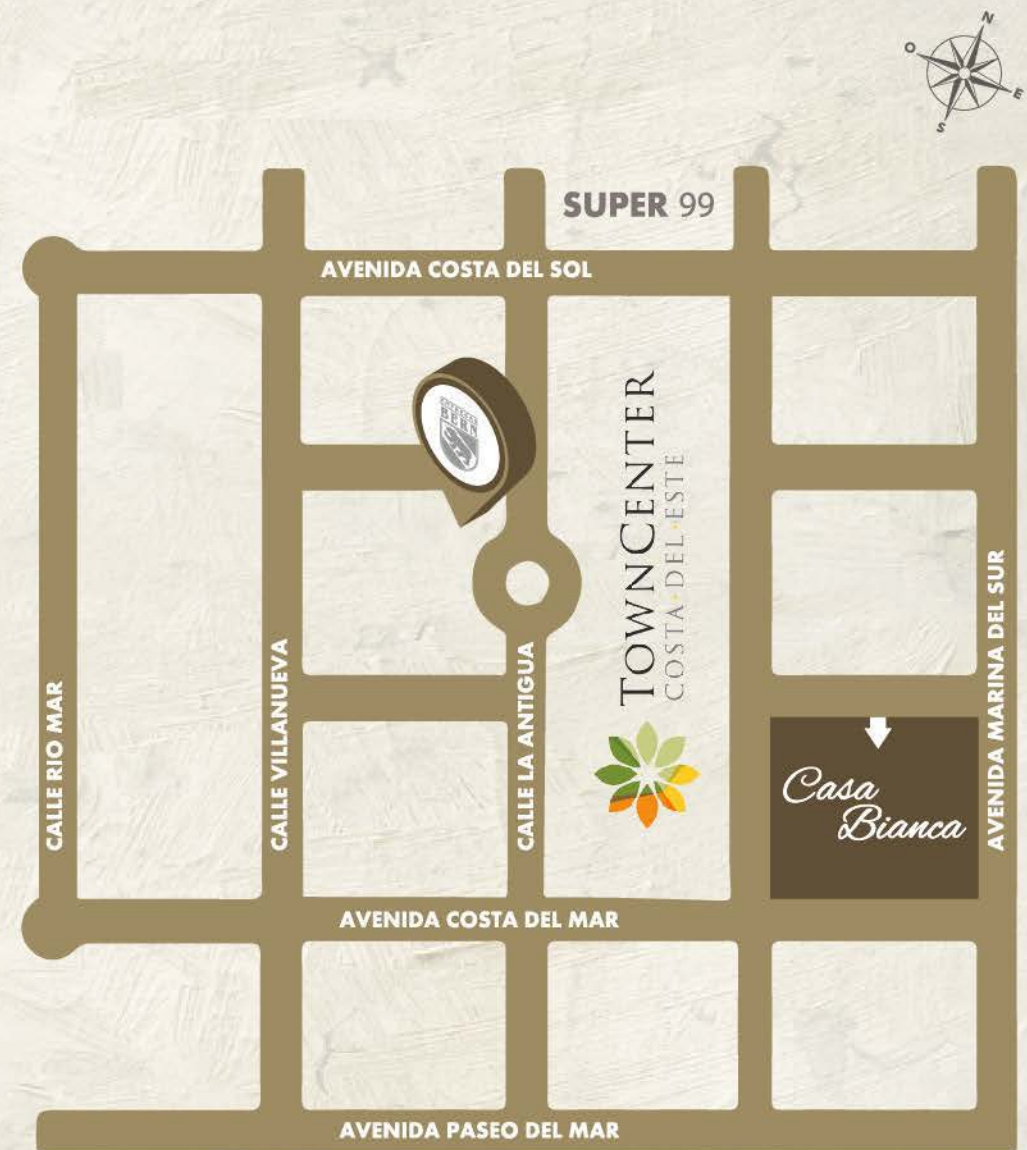 N
O
E
S
SUPER 99
AVENIDA COSTA DEL SOL
BERN
TOWNCENTER
COSTA·DEL·ESTE
CALLE RIO MAR
CALLE VILLANUEVA
CALLE LA ANTIGUA
AVENIDA MARINA DEL SUR
Casa
Bianca
AVENIDA COSTA DEL MAR
AVENIDA PASEO DEL MAR